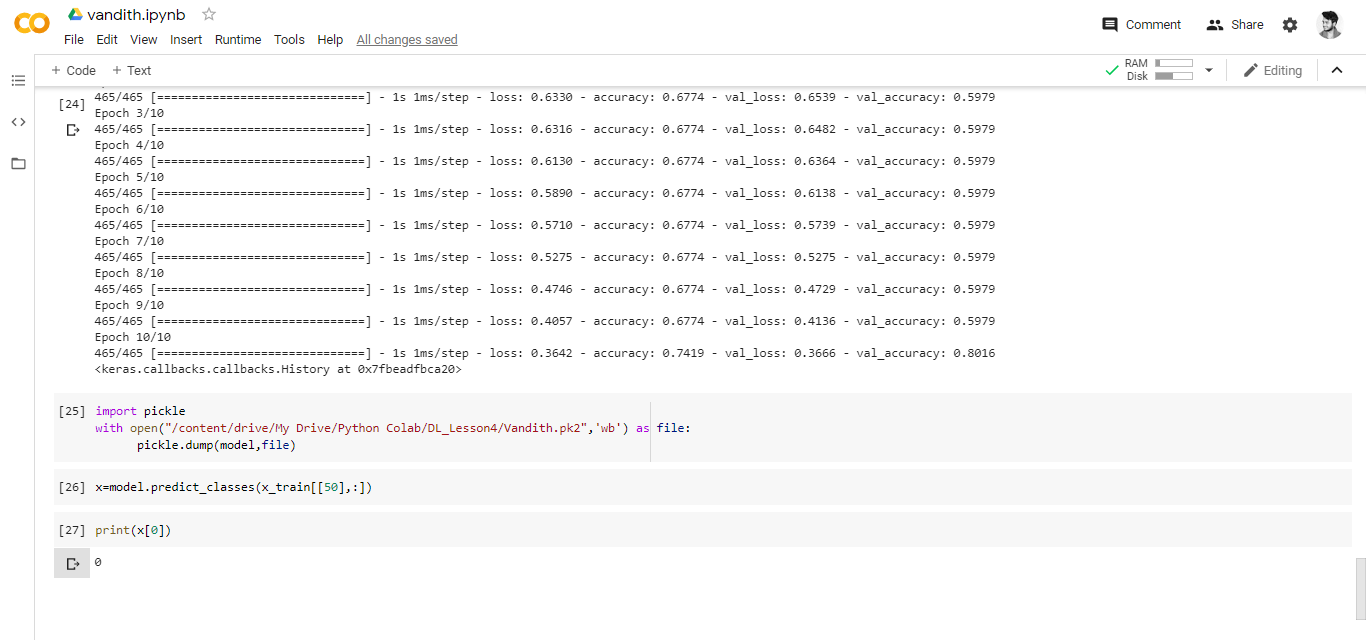 vandith.ipynb
File Edit View Insert Runtime Tools Help All changes saved
Comment Share
+ Code + Text
RAM
Disk
Editing
[24] 465/465 [==============================] - 1s 1ms/step - loss: 0.6330 - accuracy: 0.6774 - val_loss: 0.6539 - val_accuracy: 0.5979
Epoch 3/10
465/465 [==============================] - 1s 1ms/step - loss: 0.6316 - accuracy: 0.6774 - val_loss: 0.6482 - val_accuracy: 0.5979
Epoch 4/10
465/465 [==============================] - 1s 1ms/step - loss: 0.6130 - accuracy: 0.6774 - val_loss: 0.6364 - val_accuracy: 0.5979
Epoch 5/10
465/465 [==============================] - 1s 1ms/step - loss: 0.5890 - accuracy: 0.6774 - val_loss: 0.6138 - val_accuracy: 0.5979
Epoch 6/10
465/465 [==============================] - 1s 1ms/step - loss: 0.5710 - accuracy: 0.6774 - val_loss: 0.5739 - val_accuracy: 0.5979
Epoch 7/10
465/465 [==============================] - 1s 1ms/step - loss: 0.5275 - accuracy: 0.6774 - val_loss: 0.5275 - val_accuracy: 0.5979
Epoch 8/10
465/465 [==============================] - 1s 1ms/step - loss: 0.4746 - accuracy: 0.6774 - val_loss: 0.4729 - val_accuracy: 0.5979
Epoch 9/10
465/465 [==============================] - 1s 1ms/step - loss: 0.4057 - accuracy: 0.6774 - val_loss: 0.4136 - val_accuracy: 0.5979
Epoch 10/10
465/465 [==============================] - 1s 1ms/step - loss: 0.3642 - accuracy: 0.7419 - val_loss: 0.3666 - val_accuracy: 0.8016
<keras.callbacks.callbacks.History at 0x7fbeadfbca20>
[25] import pickle
with open("/content/drive/My Drive/Python Colab/DL_Lesson4/Vandith.pk2",'wb') as file:
pickle.dump(model,file)
[26] x=model.predict_classes(x_train[[50],:])
[27] print(x[0])
0